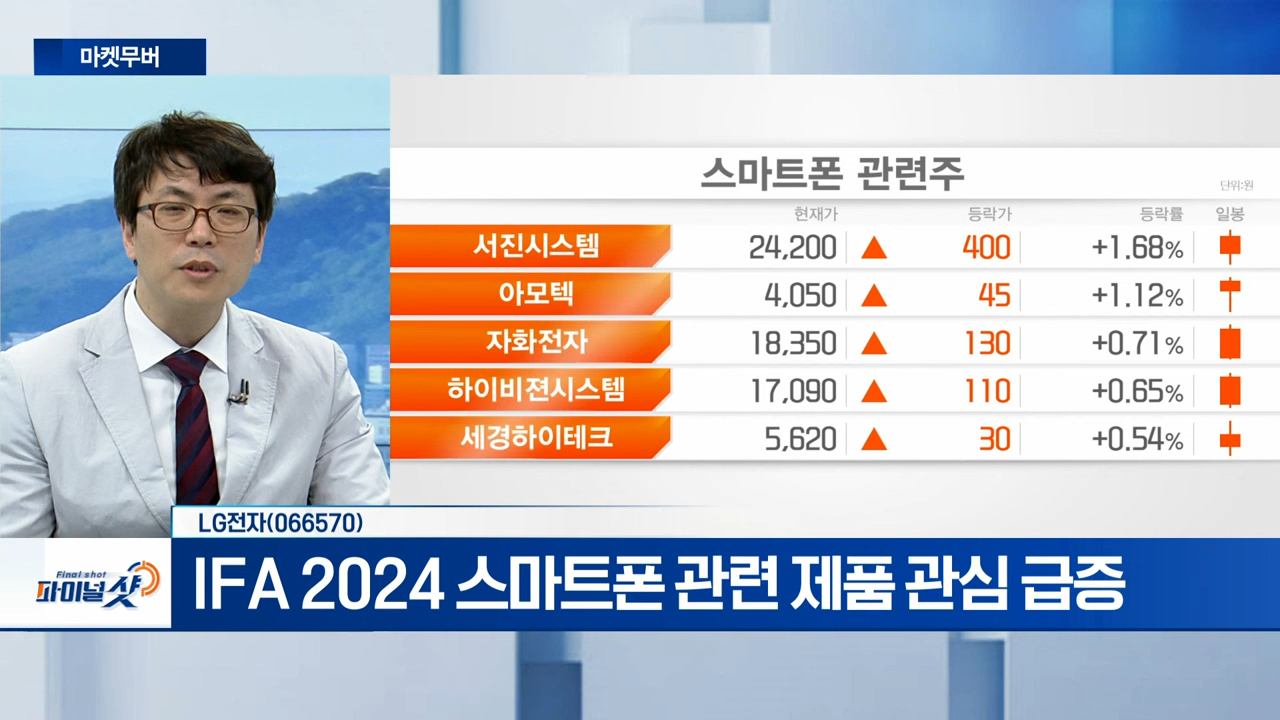 마켓무버
스마트폰 관련주
단위:원
현재가 등락가 등락률 일봉
서진시스템 24,200 ▲ 400 +1.68%
아모텍 4,050 ▲ 45 +1.12%
자화전자 18,350 ▲ 130 +0.71%
하이비젼시스템 17,090 ▲ 110 +0.65%
세경하이테크 5,620 ▲ 30 +0.54%
LG전자(066570)
Final shot
파이널샷
IFA 2024 스마트폰 관련 제품 관심 급증